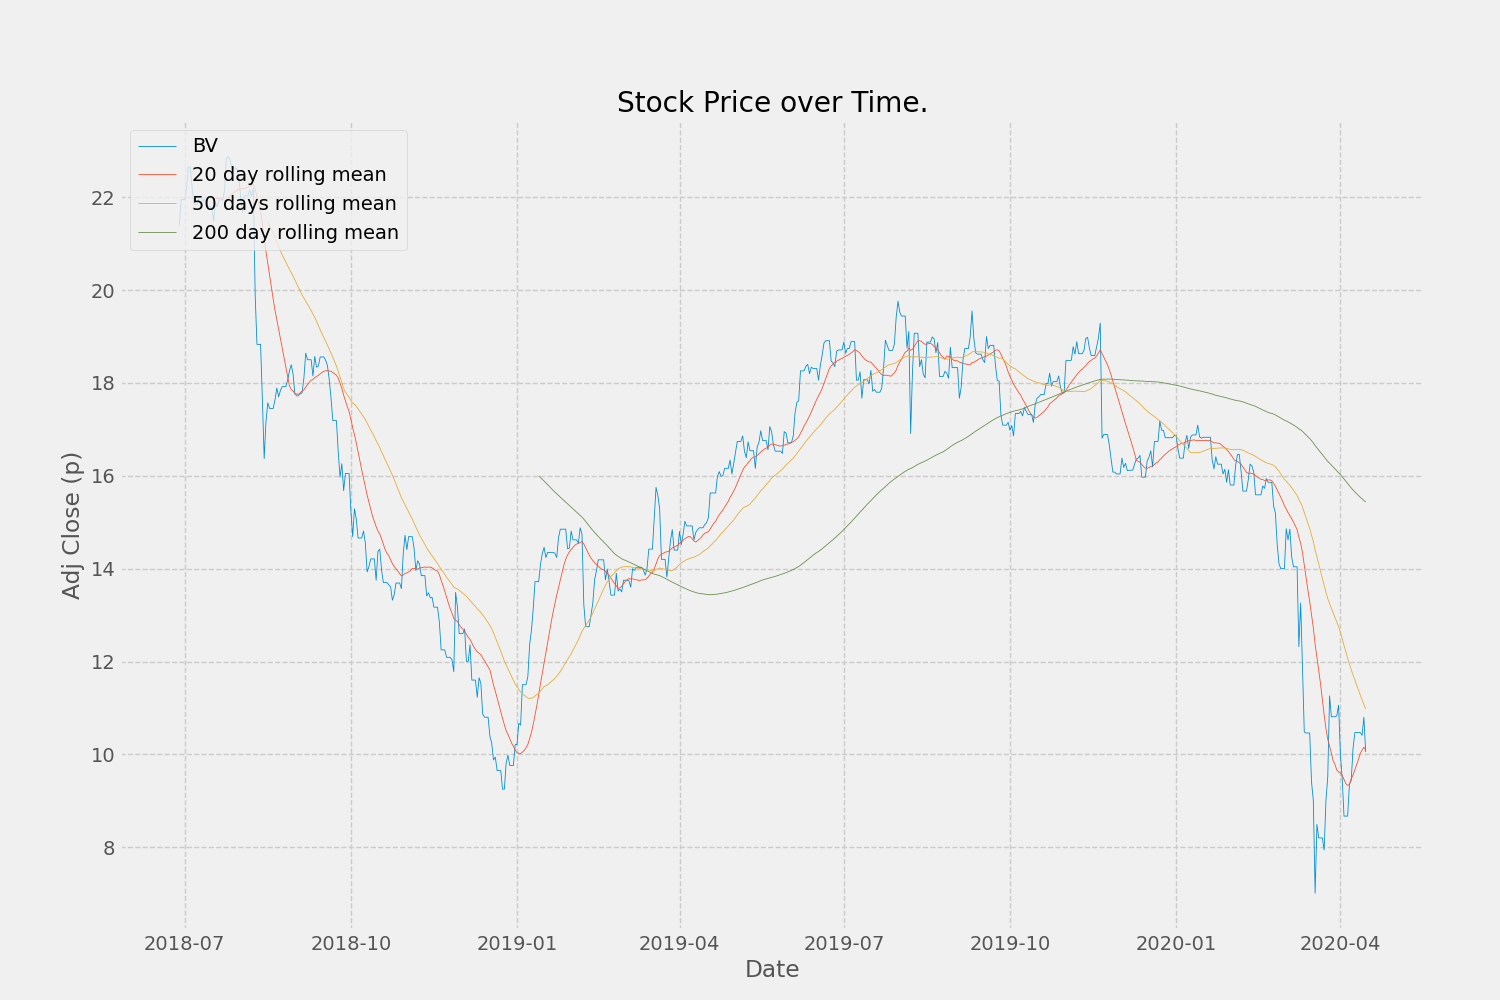 Stock Price over Time.
BV
20 day rolling mean
50 days rolling mean
200 day rolling mean
22
20
18
16
14
12
10
8
Adj Close (p)
2018-07 2018-10 2019-01 2019-04 2019-07 2019-10 2020-01 2020-04
Date